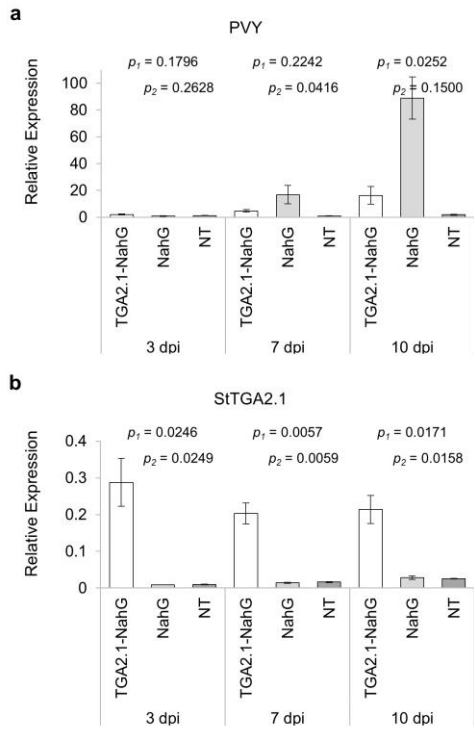 a
PVY
p1 = 0.1796 p1 = 0.2242 p1 = 0.0252
p2 = 0.2628 p2 = 0.0416 p2 = 0.1500
Relative Expression
100
80
60
40
20
0
TGA2.1-NahG NahG NT TGA2.1-NahG NahG NT TGA2.1-NahG NahG NT
3 dpi 7 dpi 10 dpi
b
StTGA2.1
p1 = 0.0246 p1 = 0.0057 p1 = 0.0171
p2 = 0.0249 p2 = 0.0059 p2 = 0.0158
Relative Expression
0.4
0.3
0.2
0.1
0
TGA2.1-NahG NahG NT TGA2.1-NahG NahG NT TGA2.1-NahG NahG NT
3 dpi 7 dpi 10 dpi